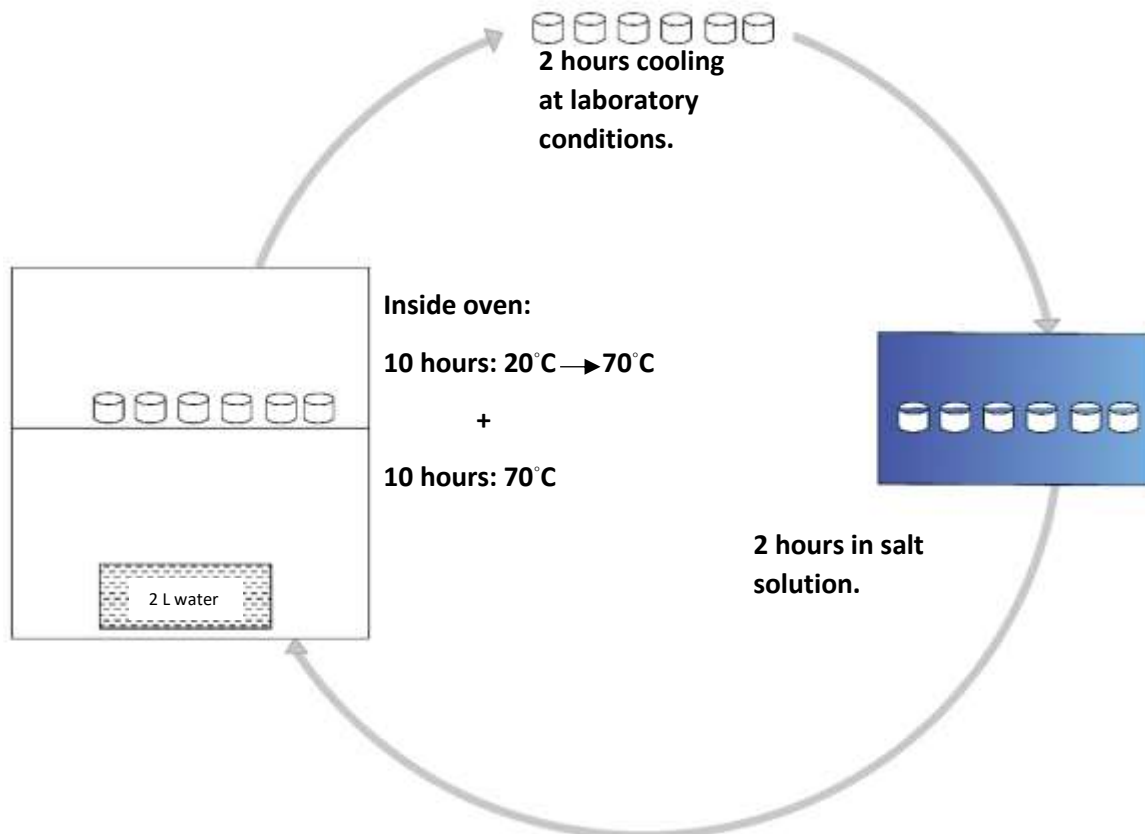 2 hours cooling
at laboratory
conditions.
Inside oven:
10 hours: 20°C → 70°C
+
10 hours: 70°C
2 L water
2 hours in salt
solution.